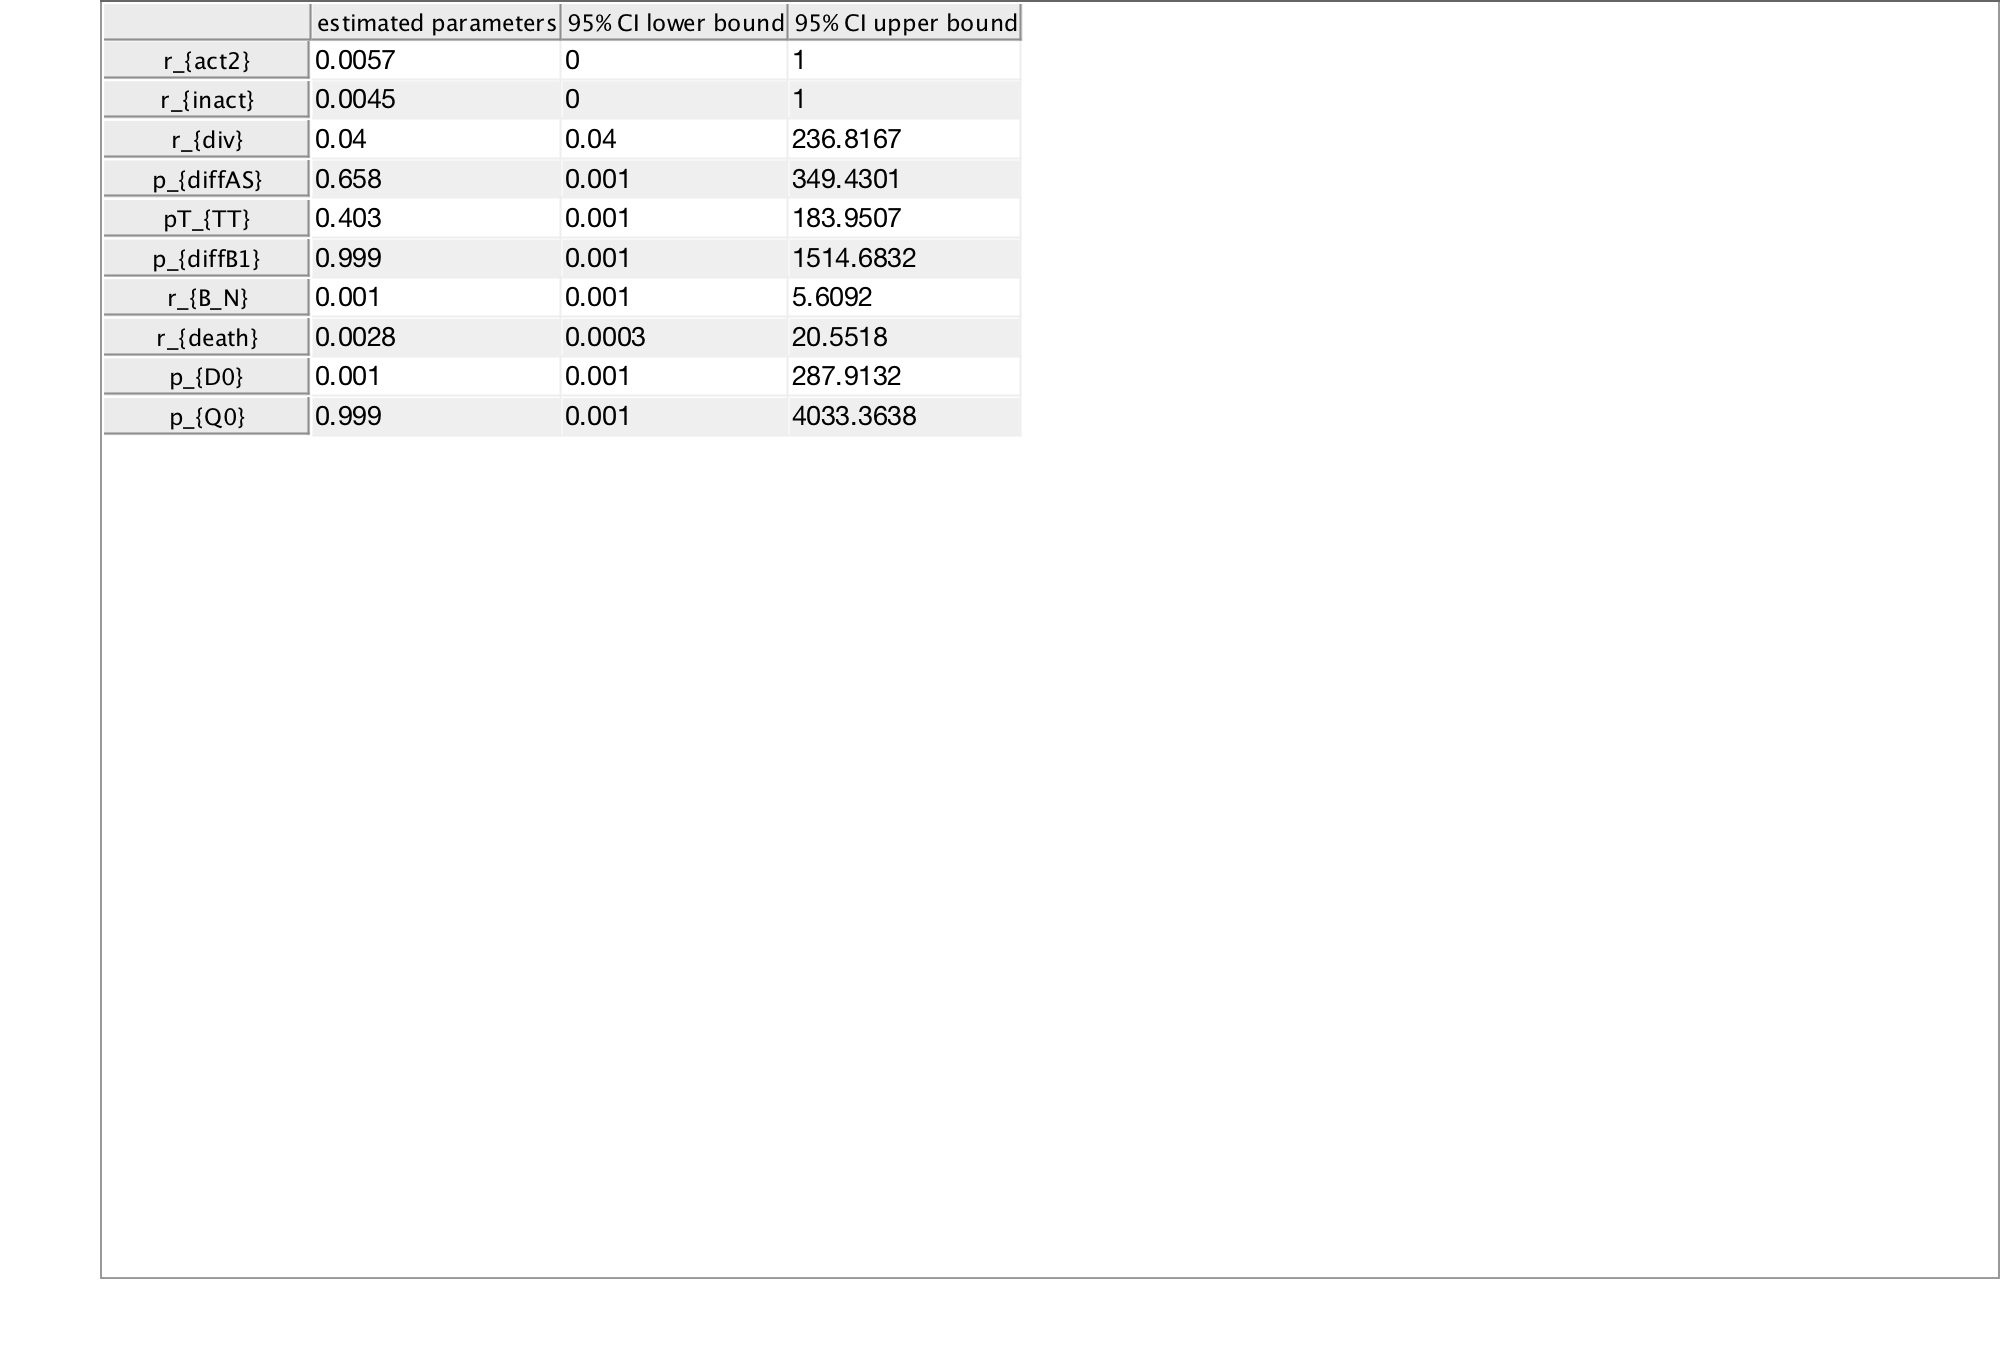 estimated parameters 95% CI lower bound 95% CI upper bound
r_{act2} 0.0057 0 1
r_{inact} 0.0045 0 1
r_{div} 0.04 0.04 236.8167
p_{diffAS} 0.658 0.001 349.4301
pT_{TT} 0.403 0.001 183.9507
p_{diffB1} 0.999 0.001 1514.6832
r_{B_N} 0.001 0.001 5.6092
r_{death} 0.0028 0.0003 20.5518
p_{D0} 0.001 0.001 287.9132
p_{Q0} 0.999 0.001 4033.3638